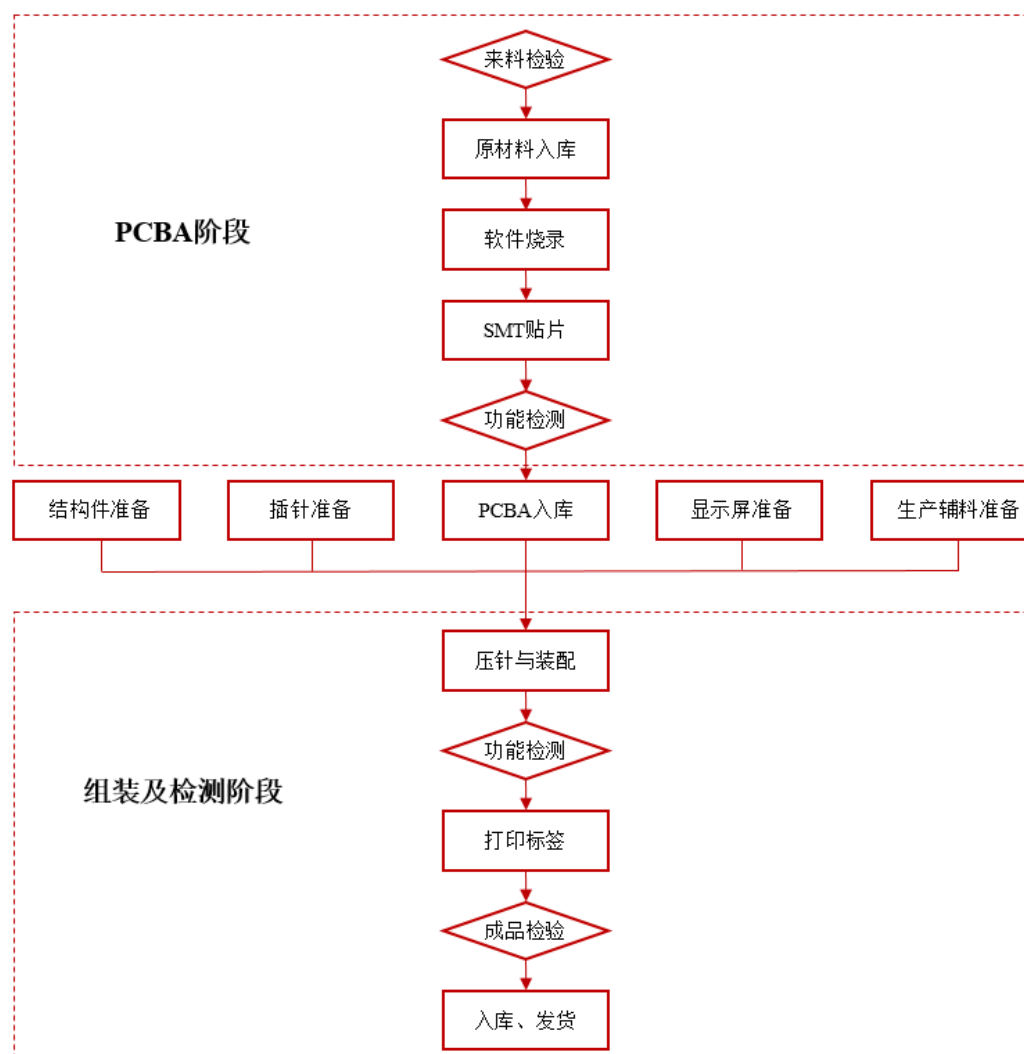 来料检验
原材料入库
PCBA阶段
软件烧录
SMT贴片
功能检测
结构件准备
插针准备
PCBA入库
显示屏准备
生产辅料准备
压针与装配
功能检测
组装及检测阶段
打印标签
成品检验
入库、发货